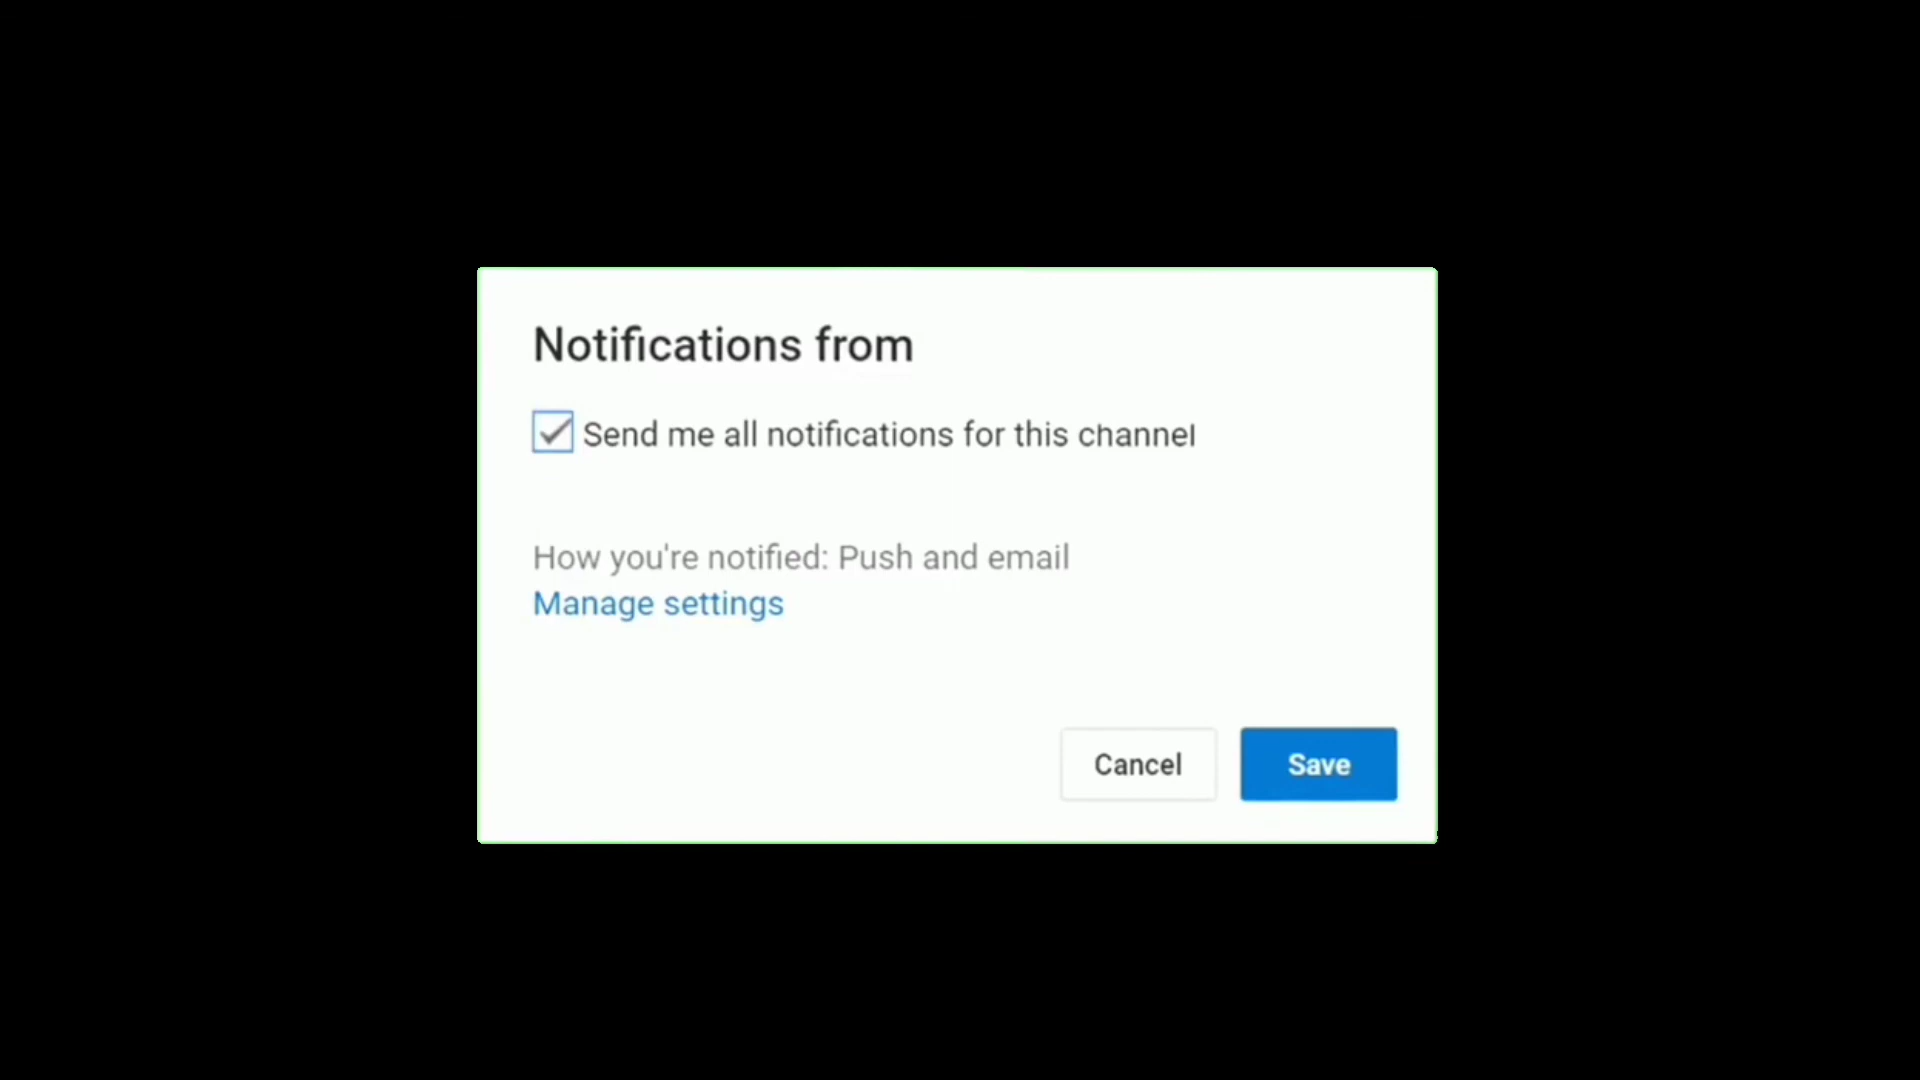 Notifications from
Send me all notifications for this channel
How you're notified: Push and email
Manage settings
Cancel
Save